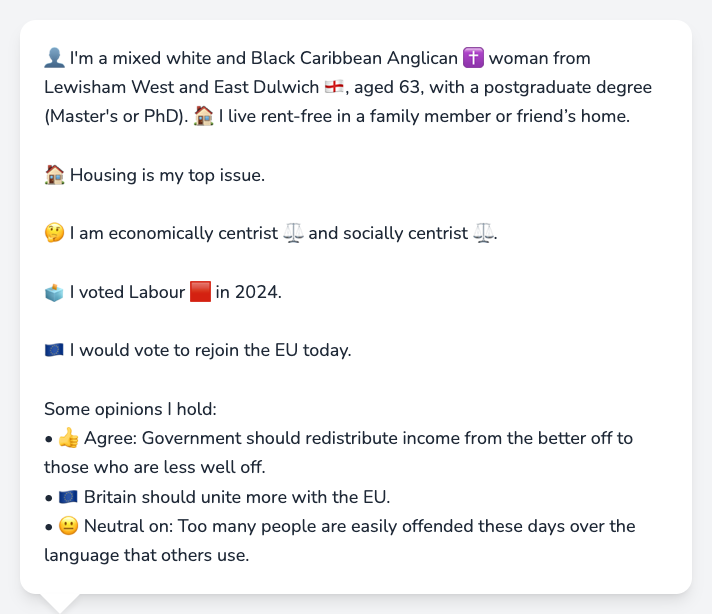 👤 I'm a mixed white and Black Caribbean Anglican ✝️ woman from
Lewisham West and East Dulwich 🏴󠁧󠁢󠁥󠁮󠁧󠁿, aged 63, with a postgraduate degree
(Master's or PhD). 🏠 I live rent-free in a family member or friend’s home.
🏠 Housing is my top issue.
🤔 I am economically centrist ⚖️ and socially centrist ⚖️.
🗳️ I voted Labour 🟥 in 2024.
🇪🇺 I would vote to rejoin the EU today.
Some opinions I hold:
• 👍 Agree: Government should redistribute income from the better off to
those who are less well off.
• 🇪🇺 Britain should unite more with the EU.
• 😐 Neutral on: Too many people are easily offended these days over the
language that others use.